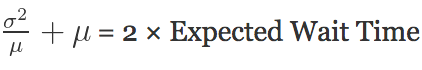 σ²/μ + μ = 2 × Expected Wait Time